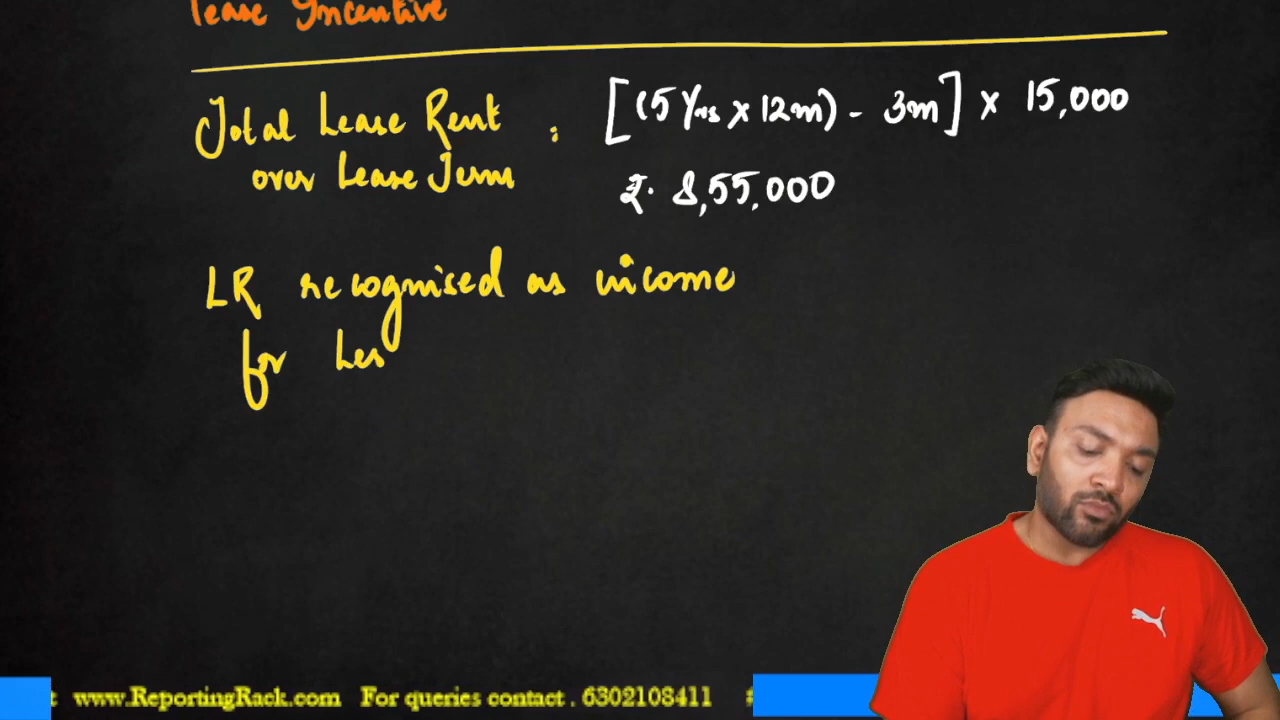 lease Incentive
Total Lease Rent : [(5 Yrs x 12m) - 3m] x 15,000
over Lease Term ₹. 8,55,000
LR recognised as income
for Les
www.ReportingRack.com For queries contact . 6302108411